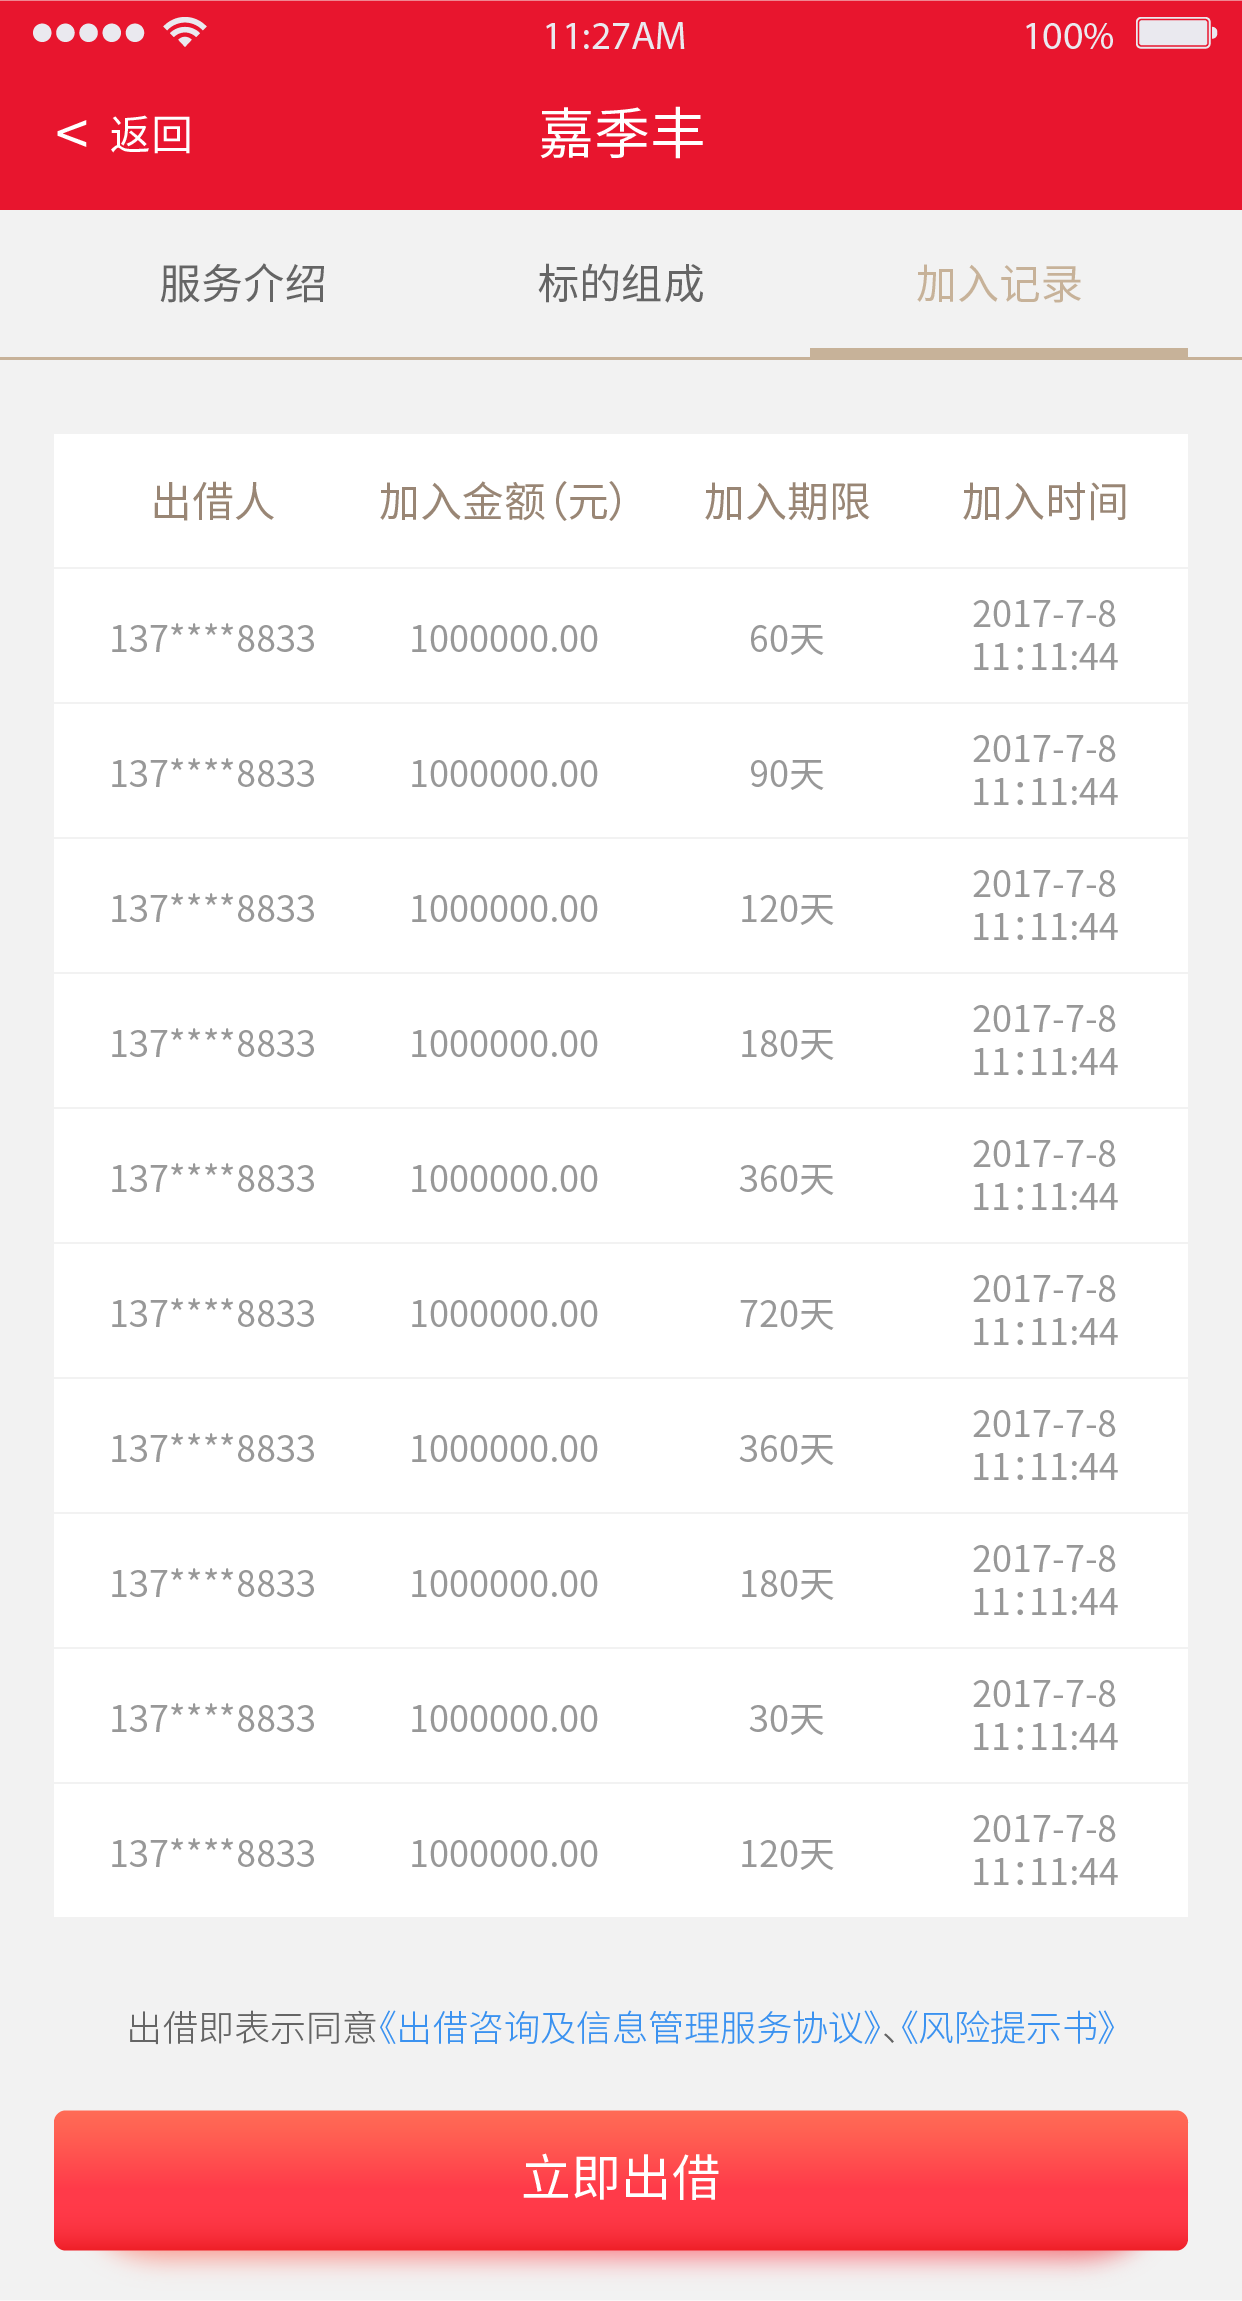 11:27AM 100%
< 返回 嘉季丰
服务介绍 标的组成 加入记录
出借人 加入金额（元） 加入期限 加入时间
137****8833 1000000.00 60天 2017-7-8
11：11:44
137****8833 1000000.00 90天 2017-7-8
11：11:44
137****8833 1000000.00 120天 2017-7-8
11：11:44
137****8833 1000000.00 180天 2017-7-8
11：11:44
137****8833 1000000.00 360天 2017-7-8
11：11:44
137****8833 1000000.00 720天 2017-7-8
11：11:44
137****8833 1000000.00 360天 2017-7-8
11：11:44
137****8833 1000000.00 180天 2017-7-8
11：11:44
137****8833 1000000.00 30天 2017-7-8
11：11:44
137****8833 1000000.00 120天 2017-7-8
11：11:44
出借即表示同意《出借咨询及信息管理服务协议》、《风险提示书》
立即出借